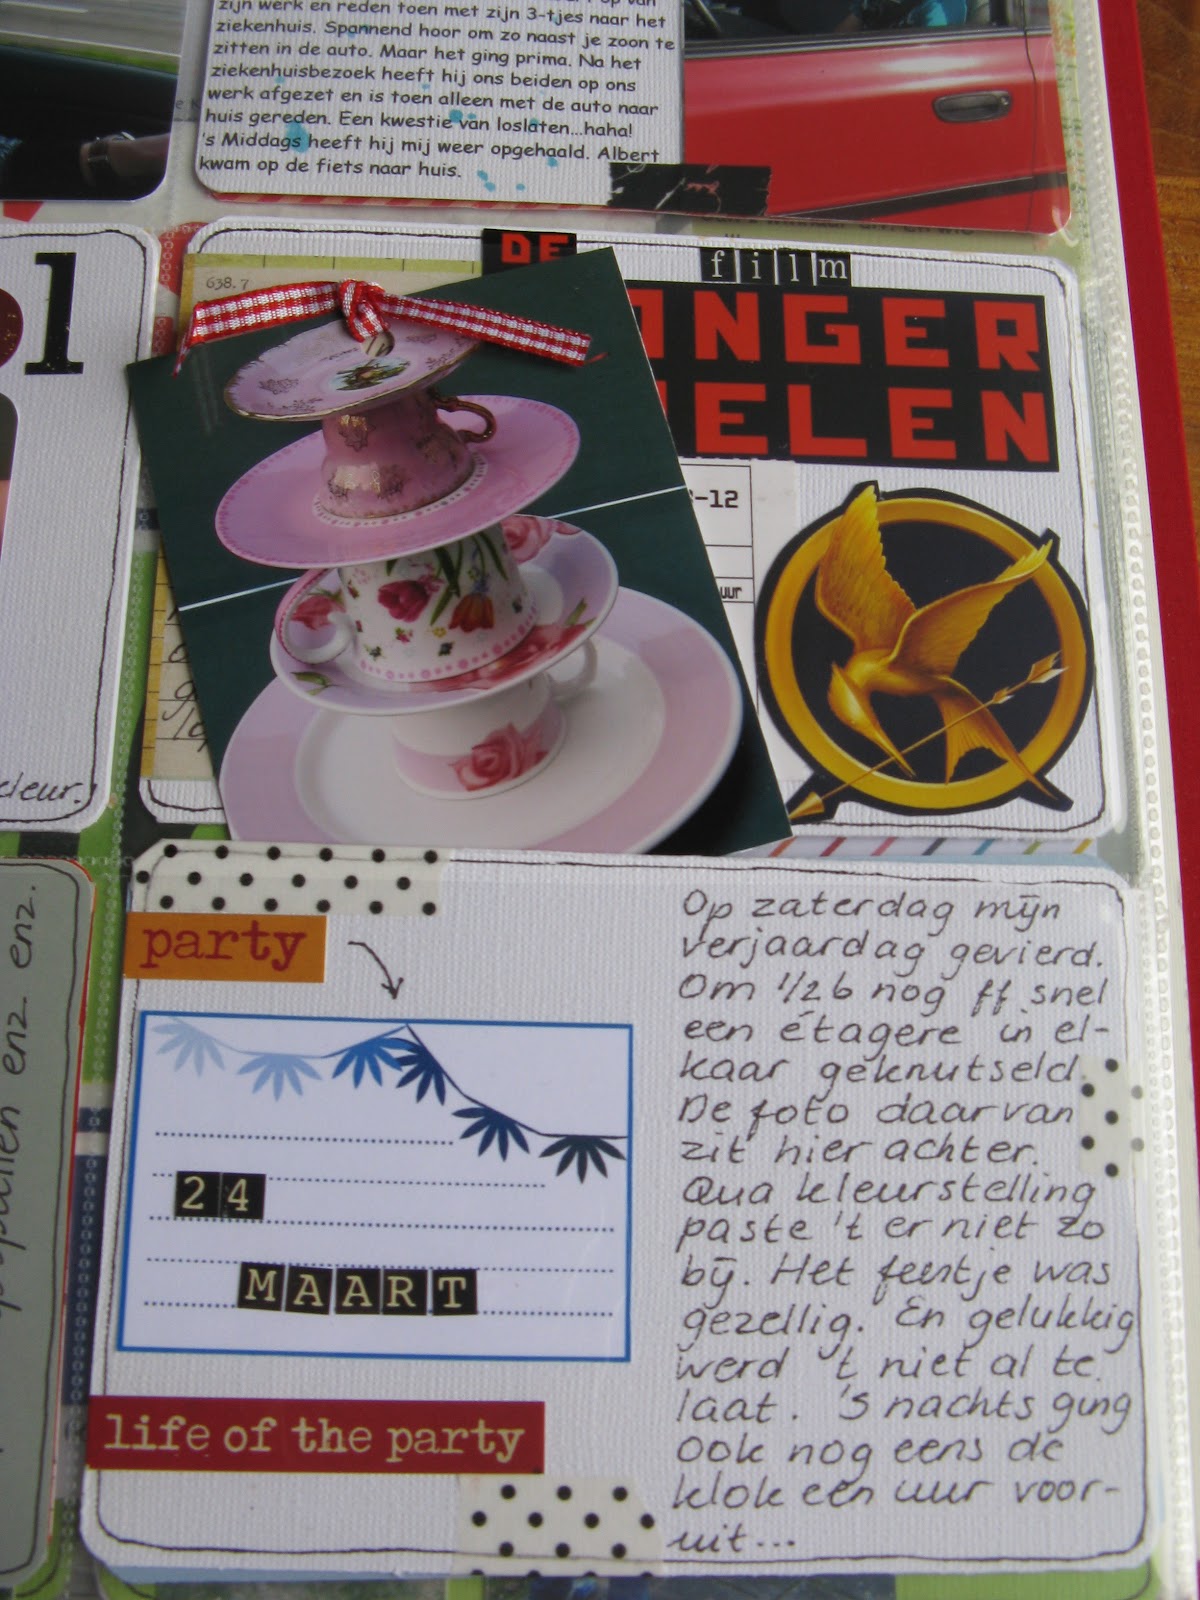 zijn werk en reden toen met zijn 3-tjes naar het
ziekenhuis. Spannend hoor om zo naast je zoon te
zitten in de auto. Maar het ging prima. Na het
ziekenhuisbezoek heeft hij ons beiden op ons
werk afgezet en is toen alleen met de auto naar
huis gereden. Een kwestie van loslaten...haha!
's Middags heeft hij mij weer opgehaald. Albert
kwam op de fiets naar huis.
DE
film
638.7
NGER
ELEN
-12
uur
cleur.
enz enz.
party
24
MAART
life of the party
Op zaterdag mijn
verjaardag gevierd.
Om 1/2 6 nog ff snel
een étagere in el-
kaar geknutseld.
De foto daarvan
zit hier achter.
Qua kleurstelling
paste 't er niet zo
bij. Het feestje was
gezellig. En gelukkig
werd 't niet al te
laat. 's nachts ging
ook nog eens de
klok een uur voor-
uit...